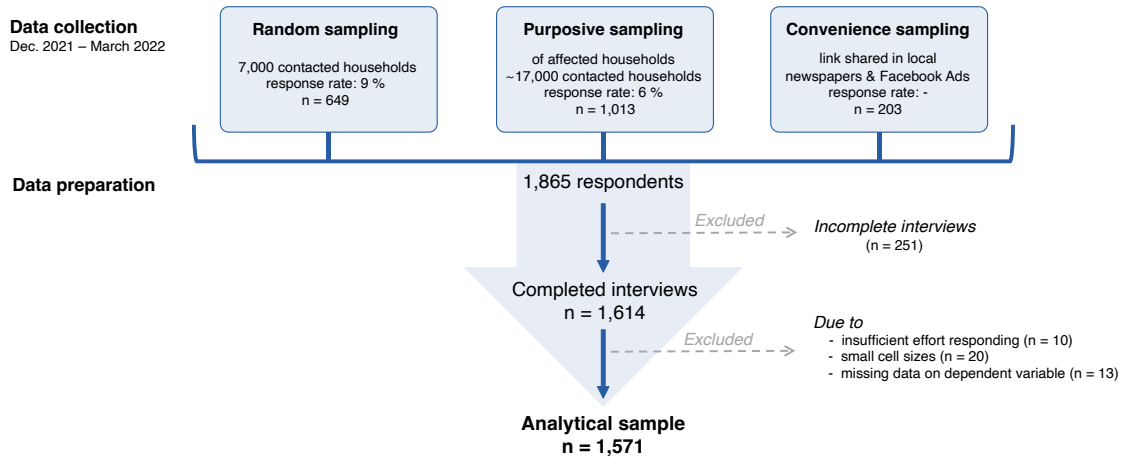 Data collection
Dec. 2021 – March 2022
Random sampling
7,000 contacted households
response rate: 9 %
n = 649
Purposive sampling
of affected households
~17,000 contacted households
response rate: 6 %
n = 1,013
Convenience sampling
link shared in local
newspapers & Facebook Ads
response rate: -
n = 203
Data preparation
1,865 respondents
Excluded
Incomplete interviews
(n = 251)
Completed interviews
n = 1,614
Excluded
Due to
- insufficient effort responding (n = 10)
- small cell sizes (n = 20)
- missing data on dependent variable (n = 13)
Analytical sample
n = 1,571